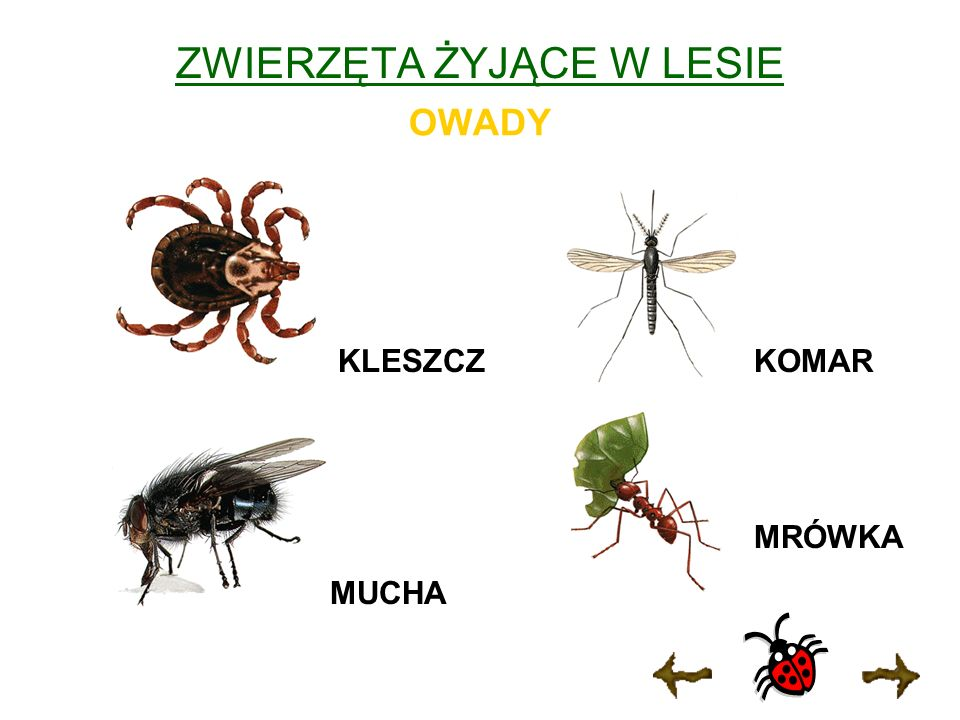 ZWIERZĘTA ŻYJĄCE W LESIE
OWADY
KLESZCZ
KOMAR
MUCHA
MRÓWKA